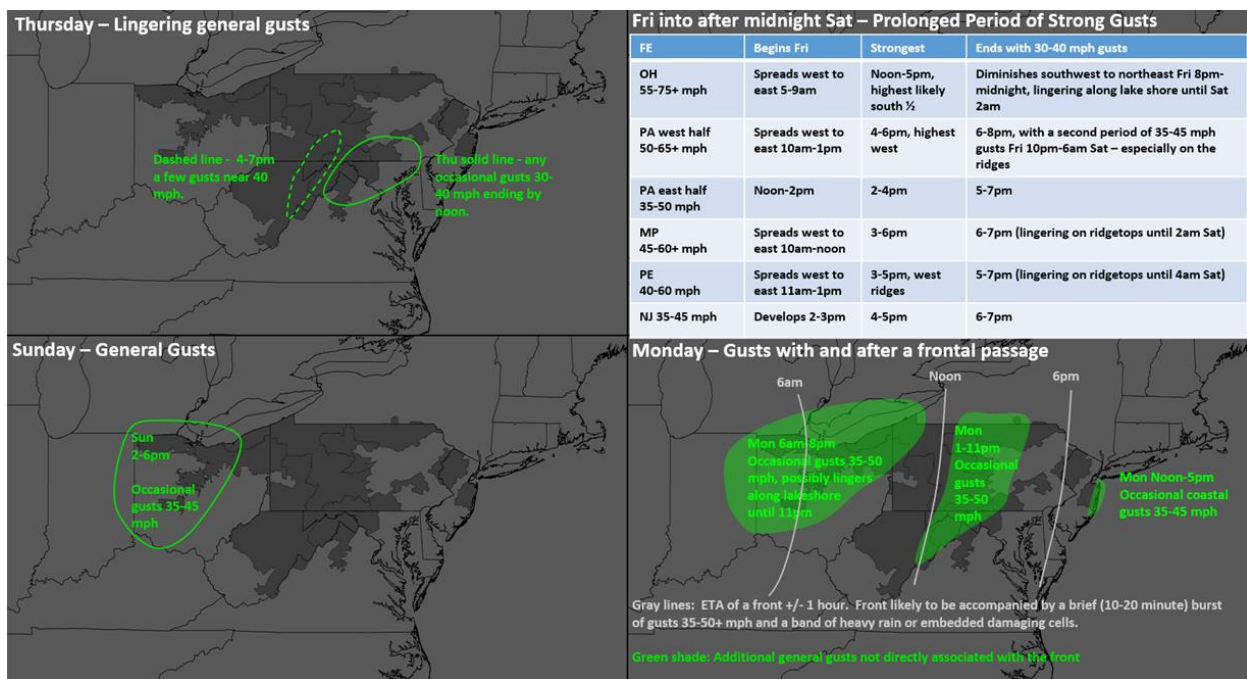 Thursday – Lingering general gusts
Dashed line - 4-7pm
a few gusts near 40
mph.
Thu solid line - any
occasional gusts 30-
40 mph ending by
noon.
Fri into after midnight Sat – Prolonged Period of Strong Gusts
FE Begins Fri Strongest Ends with 30-40 mph gusts
OH
55-75+ mph
Spreads west to
east 5-9am
Noon-5pm,
highest likely
south ½
Diminishes southwest to northeast Fri 8pm-
midnight, lingering along lake shore until Sat
2am
PA west half
50-65+ mph
Spreads west to
east 10am-1pm
4-6pm, highest
west
6-8pm, with a second period of 35-45 mph
gusts Fri 10pm-6am Sat – especially on the
ridges
PA east half
35-50 mph
Noon-2pm
2-4pm
5-7pm
MP
45-60+ mph
Spreads west to
east 10am-noon
3-6pm
6-7pm (lingering on ridgetops until 2am Sat)
PE
40-60 mph
Spreads west to
east 11am-1pm
3-5pm, west
ridges
5-7pm (lingering on ridgetops until 4am Sat)
NJ 35-45 mph
Develops 2-3pm
4-5pm
6-7pm
Sunday – General Gusts
Sun
2-6pm
Occasional
gusts 35-45
mph
Monday – Gusts with and after a frontal passage
6am
Noon
6pm
Mon 6am-8pm
Occasional gusts 35-50
mph, possibly lingers
along lakeshore
until 11pm
Mon
1-11pm
Occasional
gusts
35-50
mph
Mon Noon-5pm
Occasional coastal
gusts 35-45 mph
Gray lines: ETA of a front +/- 1 hour. Front likely to be accompanied by a brief (10-20 minute) burst
of gusts 35-50+ mph and a band of heavy rain or embedded damaging cells.
Green shade: Additional general gusts not directly associated with the front